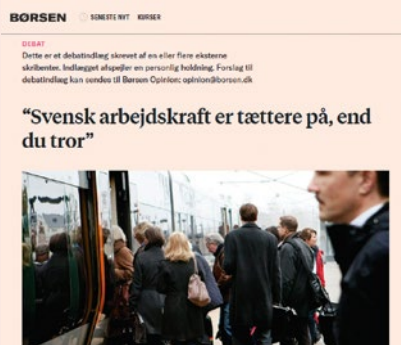 BØRSEN SENESTE NYT KURSER
DEBAT
Dette er et debatindlæg skrevet af en eller flere eksterne
skribenter. Indlægget afspejler en personlig holdning. Forslag til
debatindlæg kan sendes til Børsen Opinion: opinion@borsen.dk
“Svensk arbejdskraft er tættere på, end
du tror”